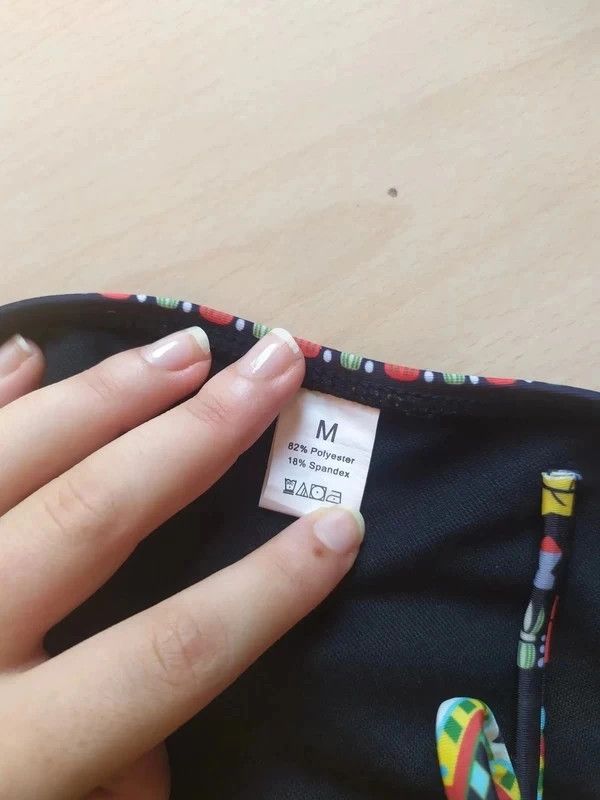 M
82% Polyester
18% Spandex